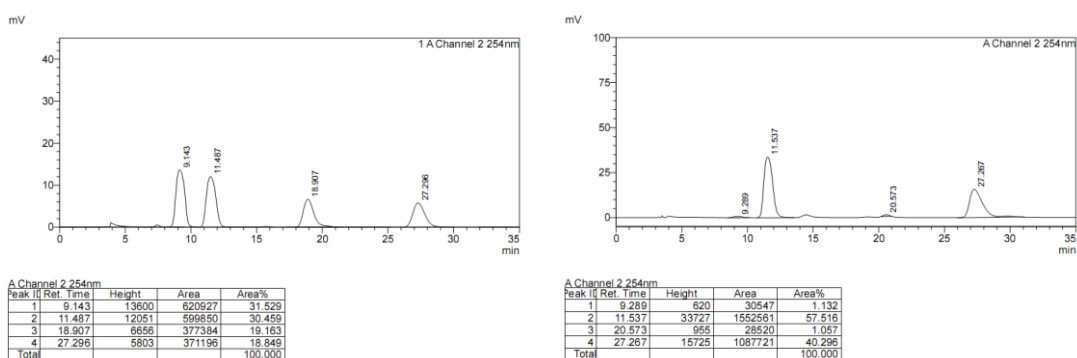 mV
1 A Channel 2 254nm
40
30
20
10
0
9.143
11.487
18.907
27.296
0 5 10 15 20 25 30 35
min
A Channel 2 254nm
Peak ID Ret. Time Height Area Area%
1 9.143 13600 620927 31.529
2 11.487 12051 599850 30.459
3 18.907 6656 377384 19.163
4 27.296 5803 371196 18.849
Total 100.000
mV
A Channel 2 254nm
100
75
50
25
0
9.289
11.537
20.573
27.267
0 5 10 15 20 25 30 35
min
A Channel 2 254nm
Peak ID Ret. Time Height Area Area%
1 9.289 620 30547 1.132
2 11.537 33727 1552561 57.516
3 20.573 955 28520 1.057
4 27.267 15725 1087721 40.296
Total 100.000